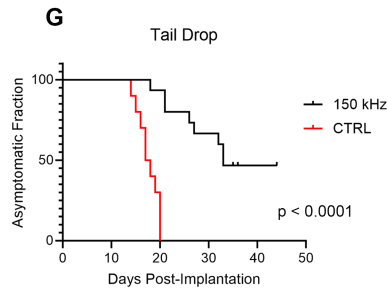 G
Tail Drop
Asymptomatic Fraction
100
50
0
0 10 20 30 40 50
Days Post-Implantation
150 kHz
CTRL
p < 0.0001